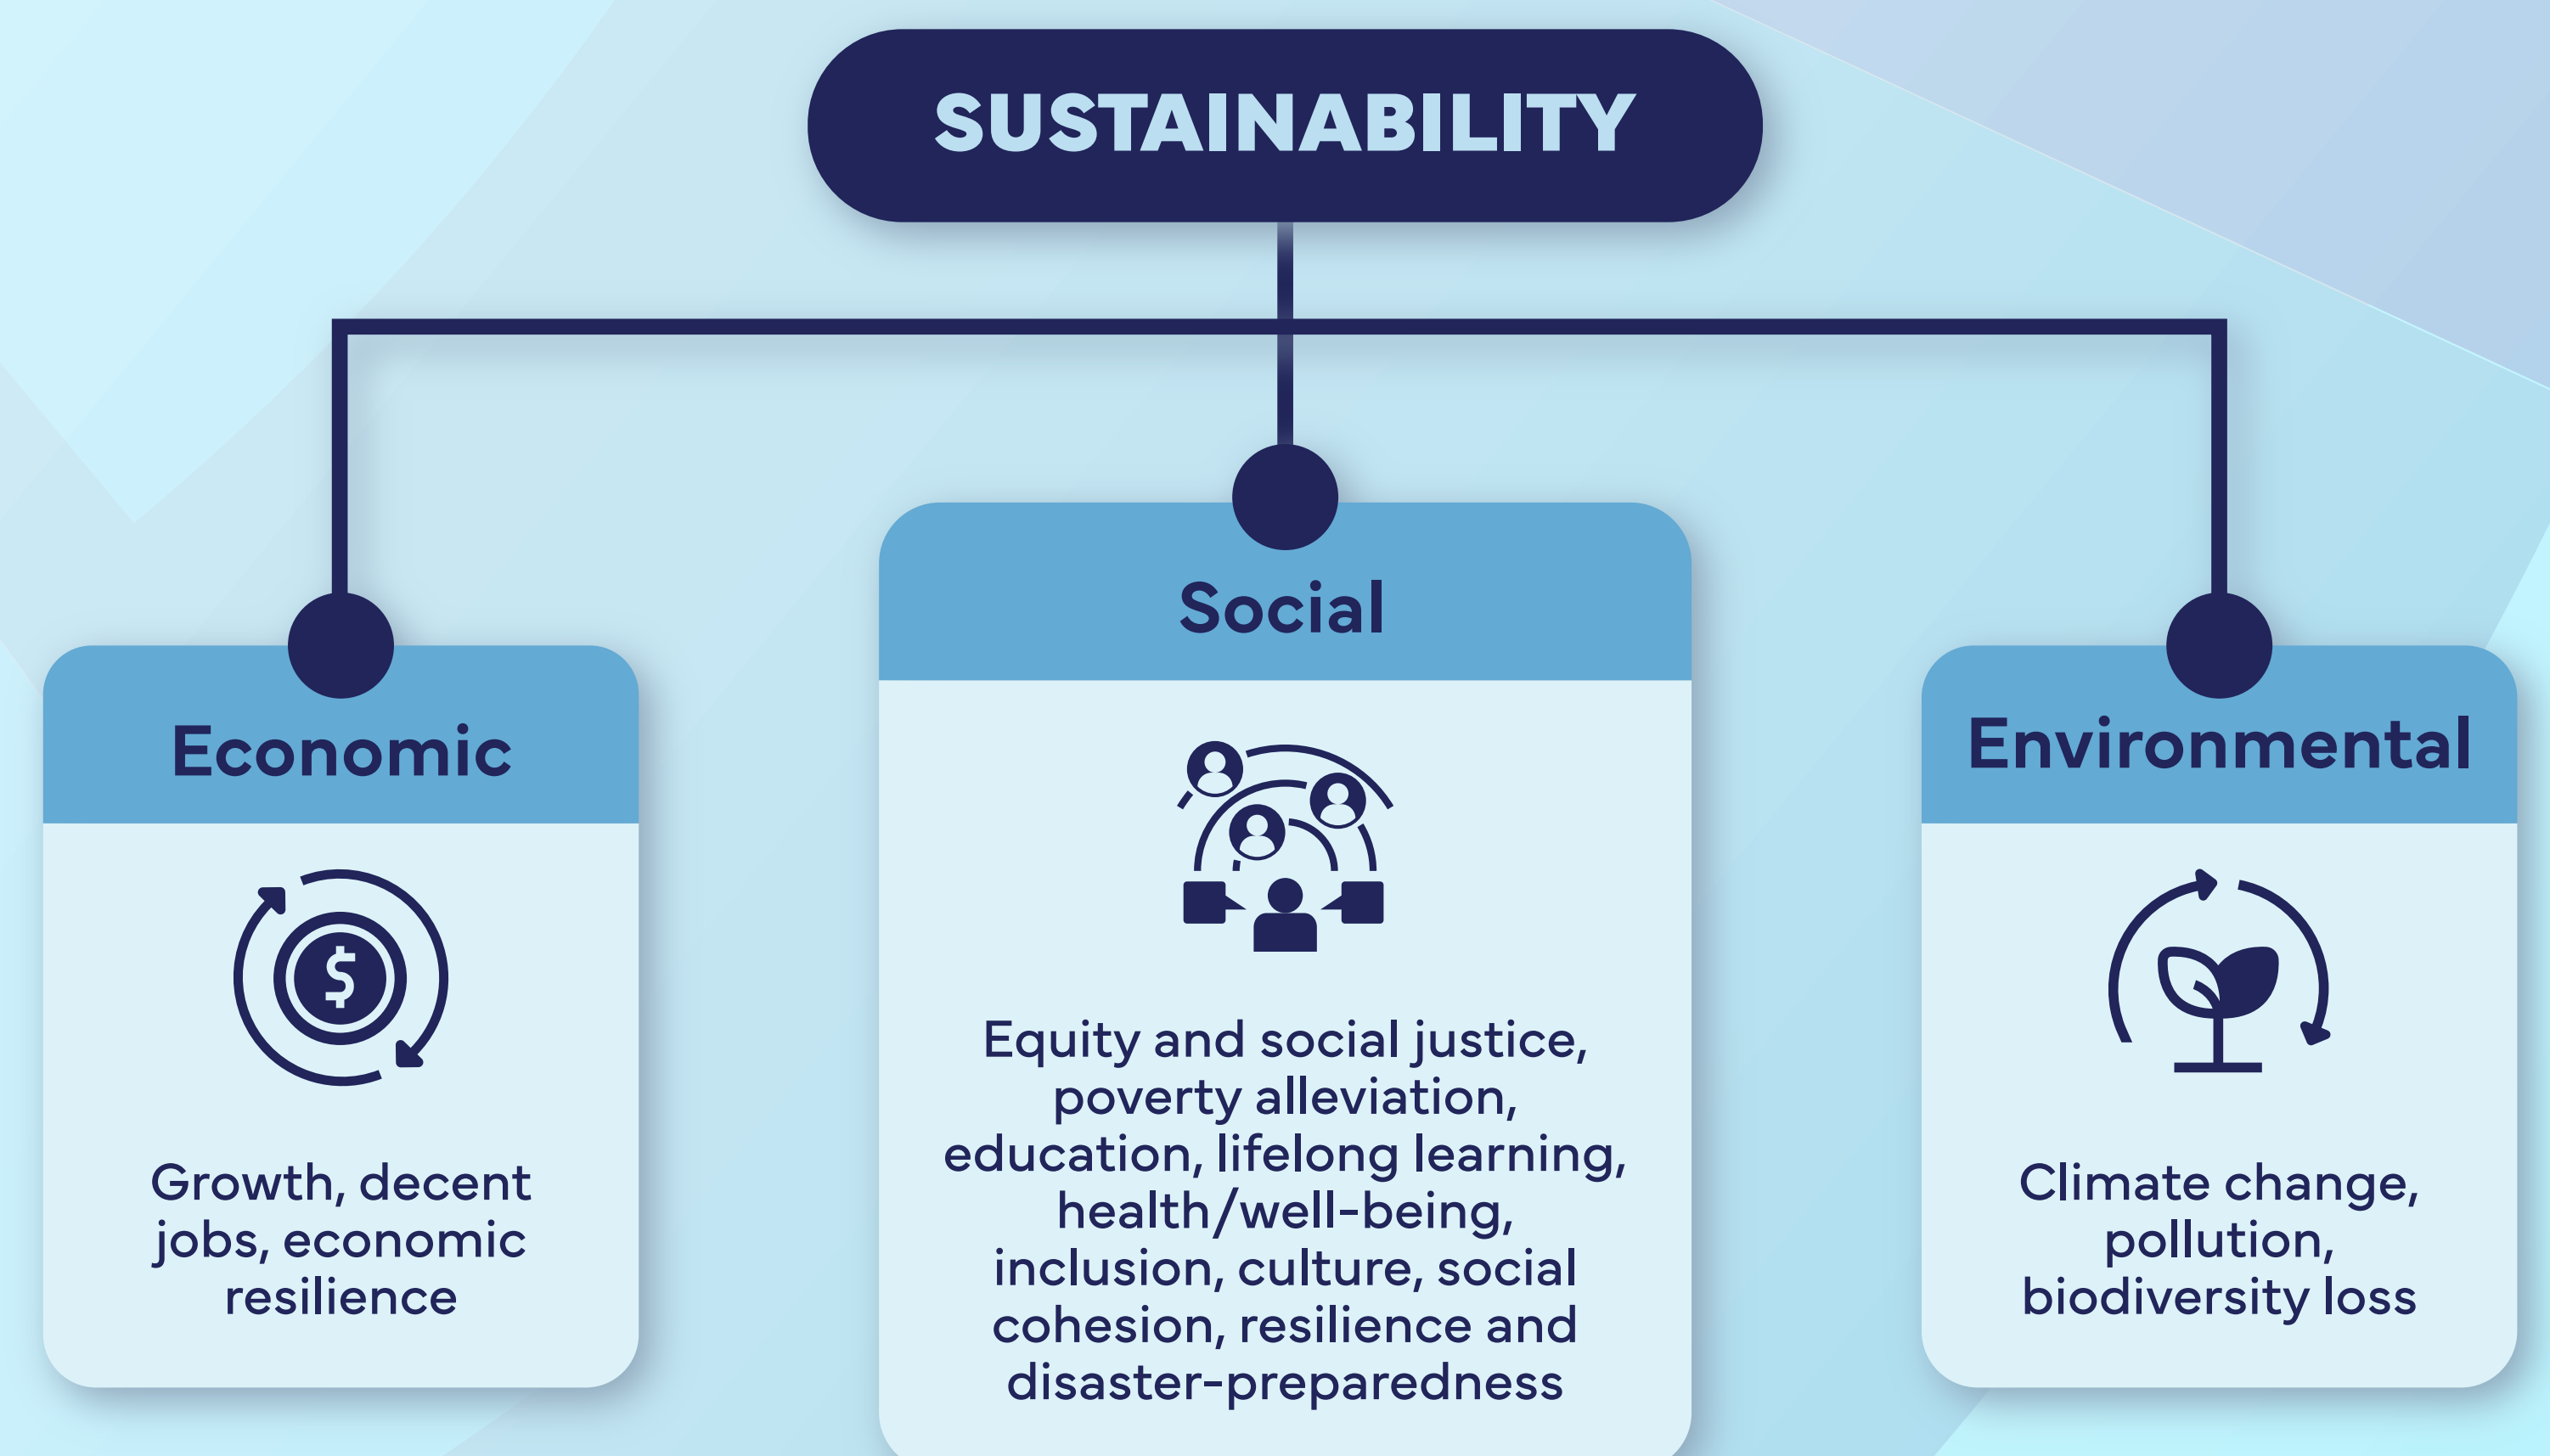 SUSTAINABILITY
Economic
Growth, decent
jobs, economic
resilience
Social
Equity and social justice,
poverty alleviation,
education, lifelong learning,
health/well-being,
inclusion, culture, social
cohesion, resilience and
disaster-preparedness
Environmental
Climate change,
pollution,
biodiversity loss